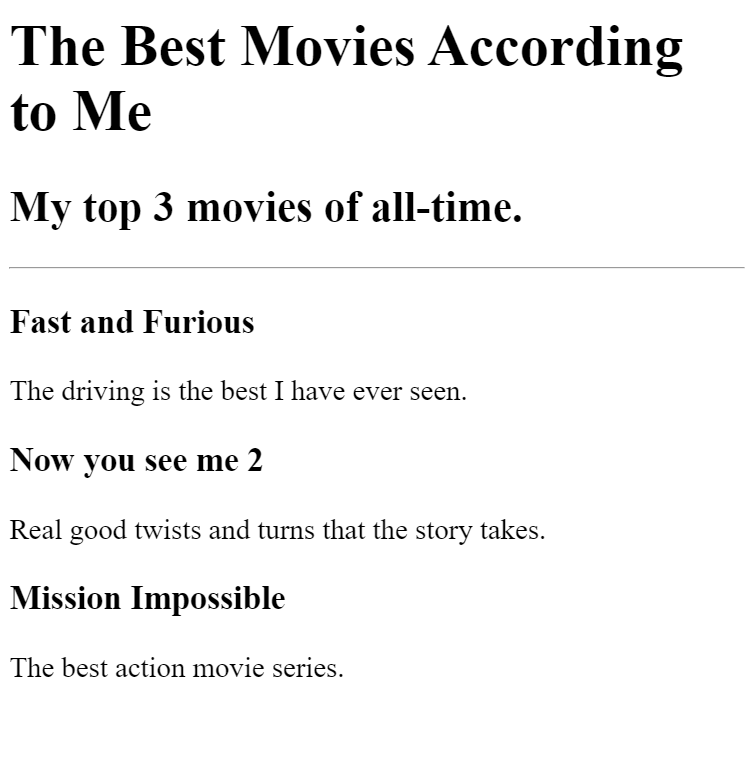 The Best Movies According
to Me
My top 3 movies of all-time.
Fast and Furious
The driving is the best I have ever seen.
Now you see me 2
Real good twists and turns that the story takes.
Mission Impossible
The best action movie series.